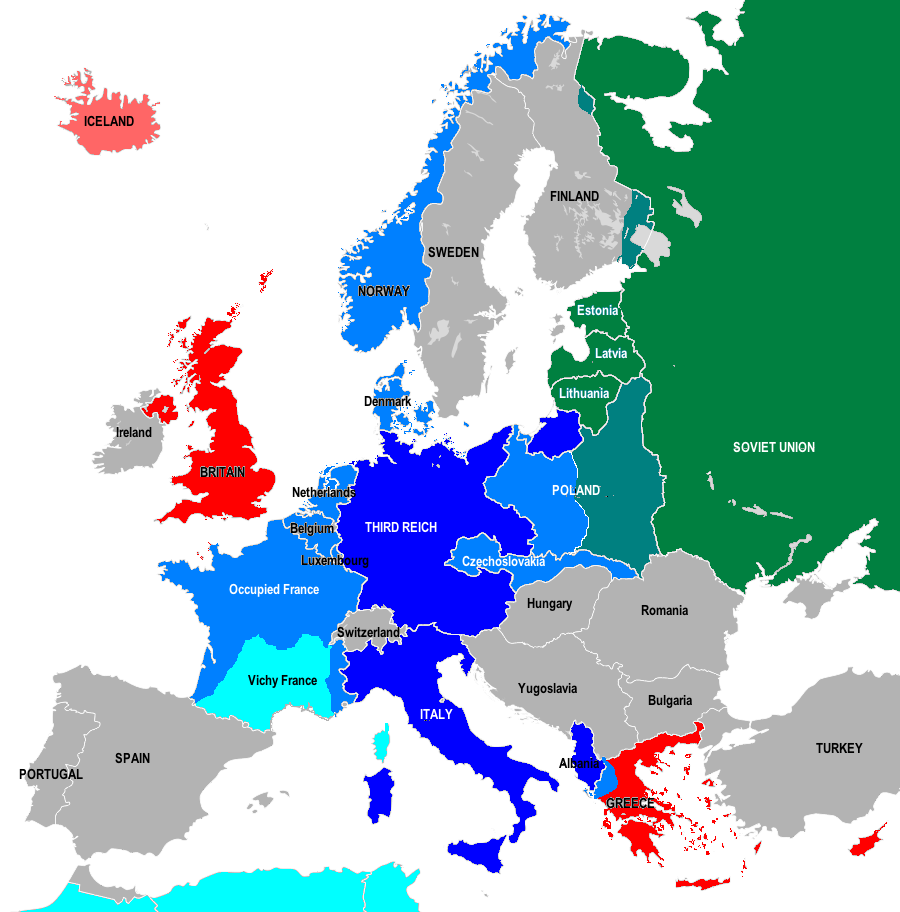 ICELAND
FINLAND
SWEDEN
NORWAY
Estonia
Latvia
Lithuania
Denmark
Ireland
SOVIET UNION
BRITAIN
Netherlands
POLAND
THIRD REICH
Belgium
Luxembourg
Czechoslovakia
Occupied France
Hungary
Romania
Switzerland
Vichy France
Yugoslavia
Bulgaria
ITALY
TURKEY
SPAIN
Albania
PORTUGAL
GREECE